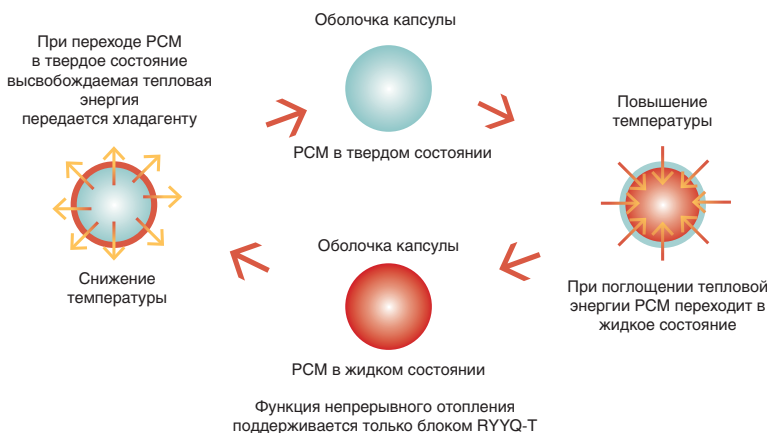 Оболочка капсулы
При переходе PCM
в твердое состояние
высвобождаемая тепловая
энергия
передается хладагенту
PCM в твердом состоянии
Повышение
температуры
Снижение
температуры
Оболочка капсулы
При поглощении тепловой
энергии PCM переходит в
жидкое состояние
PCM в жидком состоянии
Функция непрерывного отопления
поддерживается только блоком RYYQ-T